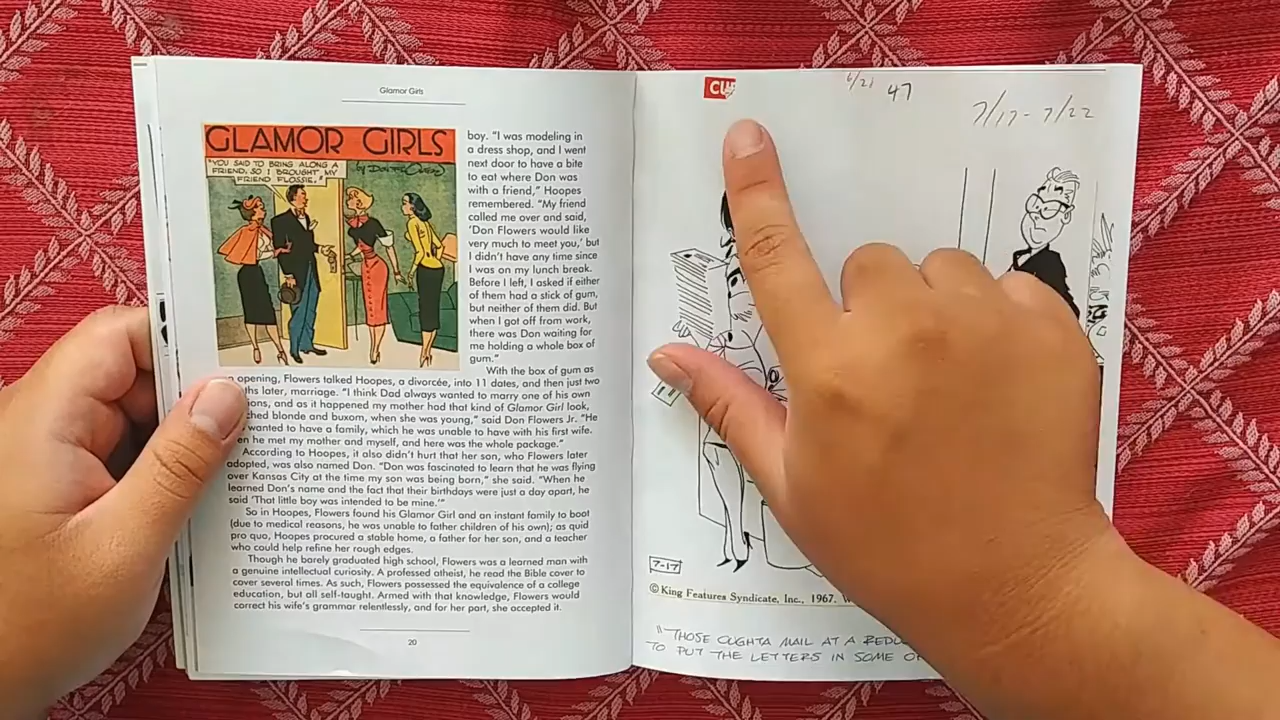 Glamor Girls
GLAMOR GIRLS
"YOU SAID TO BRING ALONG A
FRIEND, SO I BROUGHT MY
FRIEND FLOSSIE."
by Don Flowers
boy. “I was modeling in
a dress shop, and I went
next door to have a bite
to eat where Don was
with a friend,” Hoopes
remembered. “My friend
called me over and said,
‘Don Flowers would like
very much to meet you,’ but
I didn’t have any time since
I was on my lunch break.
Before I left, I asked if either
of them had a stick of gum,
but neither of them did. But
when I got off from work,
there was Don waiting for
me holding a whole box of
gum.”
With the box of gum as
opening, Flowers talked Hoopes, a divorcée, into 11 dates, and then just two
ths later, marriage. “I think Dad always wanted to marry one of his own
ions, and as it happened my mother had that kind of Glamor Girl look,
ched blonde and buxom, when she was young,” said Don Flowers Jr. “He
wanted to have a family, which he was unable to have with his first wife.
en he met my mother and myself, and here was the whole package.”
According to Hoopes, it also didn’t hurt that her son, who Flowers later
adopted, was also named Don. “Don was fascinated to learn that he was flying
over Kansas City at the time my son was being born,” she said. “When he
learned Don’s name and the fact that their birthdays were just a day apart, he
said ‘That little boy was intended to be mine.’”
So in Hoopes, Flowers found his Glamor Girl and an instant family to boot
(due to medical reasons, he was unable to father children of his own); as quid
pro quo, Hoopes procured a stable home, a father for her son, and a teacher
who could help refine her rough edges.
Though he barely graduated high school, Flowers was a learned man with
a genuine intellectual curiosity. A professed atheist, he read the Bible cover to
cover several times. As such, Flowers possessed the equivalent of a college
education, but all self-taught. Armed with that knowledge, Flowers would
correct his wife’s grammar relentlessly, and for her part, she accepted it.
20
6/21 47
7/17 - 7/22
7-17
©King Features Syndicate, Inc., 1967.
"THOSE OUGHTA MAIL AT A
TO PUT THE LETTERS IN SOME